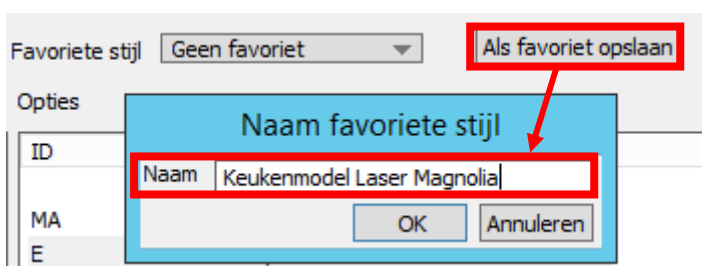 Favoriete stijl Geen favoriet Als favoriet opslaan
Opties
Naam favoriete stijl
ID
Naam Keukenmodel Laser Magnolia
MA
OK Annuleren
E